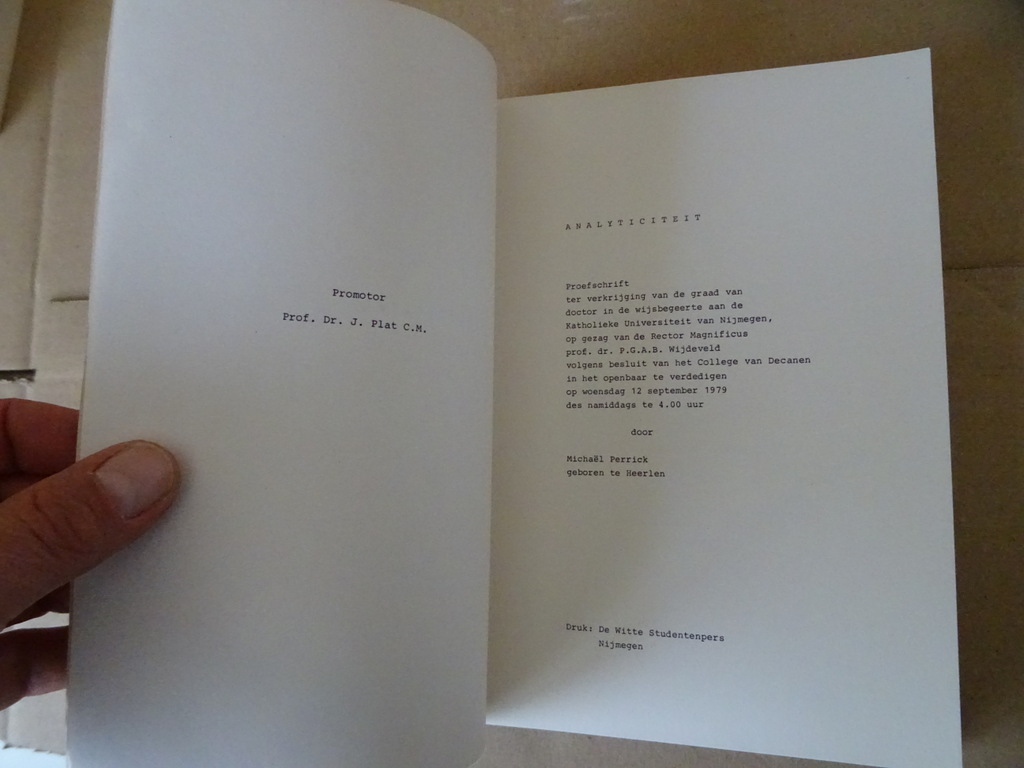 Promotor
Prof. Dr. J. Plat C.M.
ANALYTICITEIT
Proefschrift
ter verkrijging van de graad van
doctor in de wijsbegeerte aan de
Katholieke Universiteit van Nijmegen,
op gezag van de Rector Magnificus
prof. dr. P.G.A.B. Wijdeveld
volgens besluit van het College van Decanen
in het openbaar te verdedigen
op woensdag 12 september 1979
des namiddags te 4.00 uur
door
Michaël Perrick
geboren te Heerlen
Druk: De Witte Studentenpers
Nijmegen